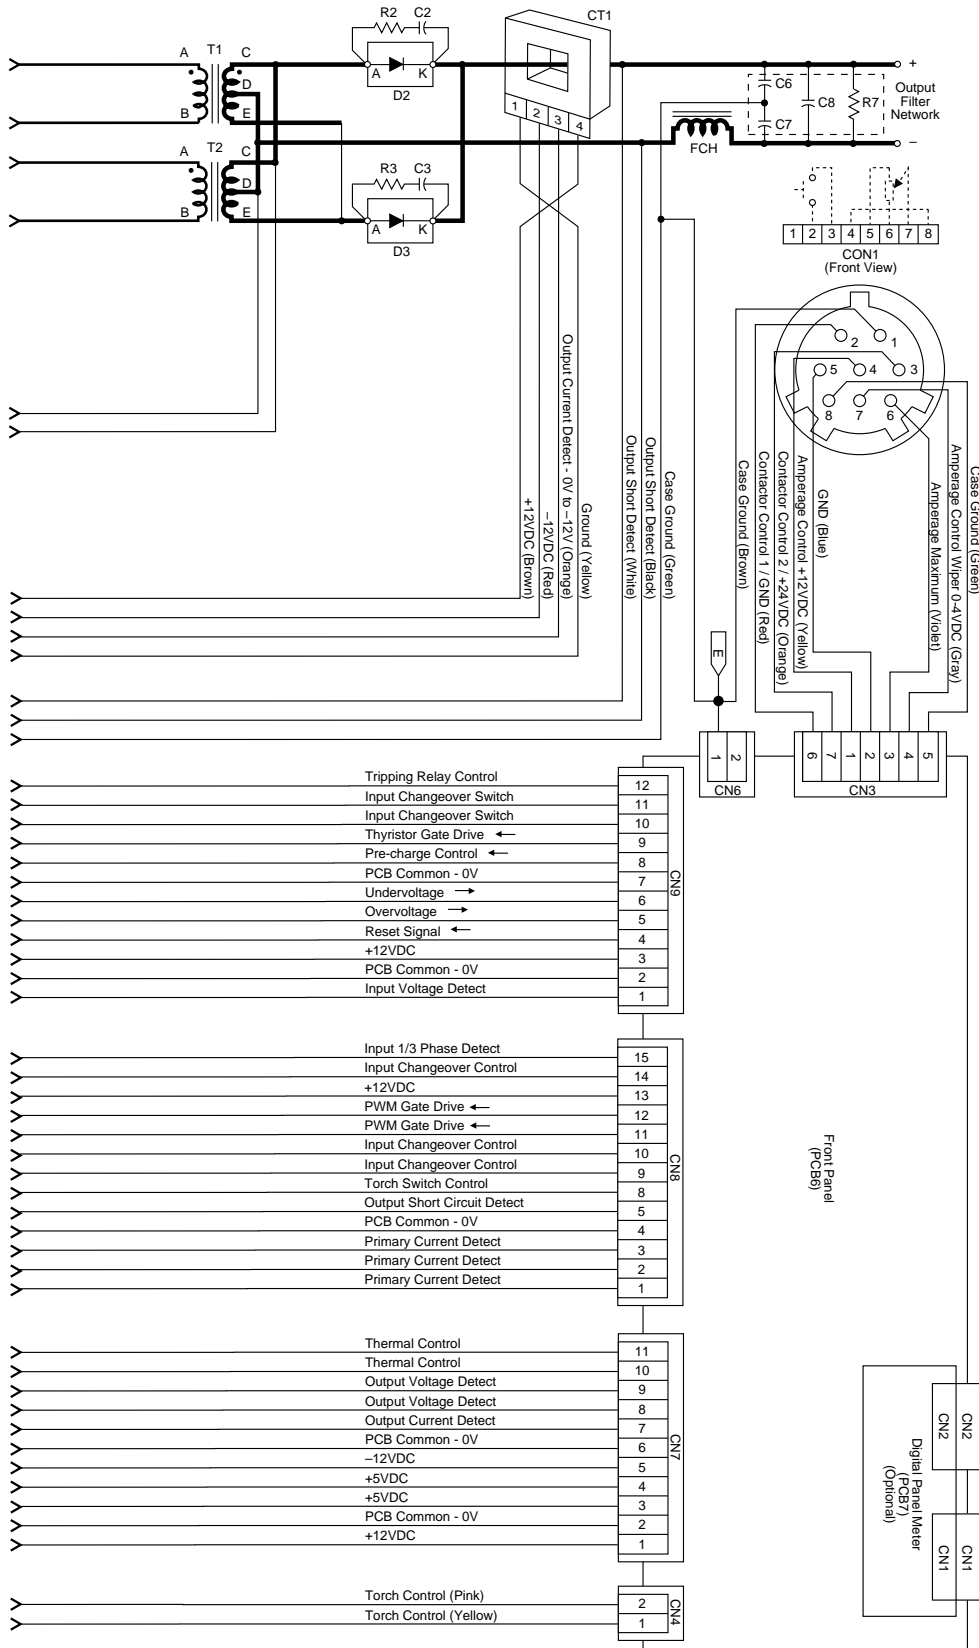 R2 C2
CT1
A T1 C
D
B E
A K
D2
1 2 3 4
C6
C7
C8
R7
+
Output
Filter
Network
–
FCH
A T2 C
D
B E
R3 C3
A K
D3
1 2 3 4 5 6 7 8
CON1
(Front View)
2 1
5 4 3
8 7 6
+12VDC (Brown)
–12VDC (Red)
Output Current Detect - 0V to –12V (Orange)
Ground (Yellow)
Output Short Detect (White)
Output Short Detect (Black)
Case Ground (Green)
Case Ground (Brown)
Contactor Control 1 / GND (Red)
Contactor Control 2 / +24VDC (Orange)
Amperage Control +12VDC (Yellow)
GND (Blue)
Amperage Maximum (Violet)
Amperage Control Wiper 0-4VDC (Gray)
Case Ground (Green)
E
1 2
CN6
6 7 1 2 3 4 5
CN3
Tripping Relay Control 12
Input Changeover Switch 11
Input Changeover Switch 10
Thyristor Gate Drive 9
Pre-charge Control 8
PCB Common - 0V 7
Undervoltage 6
Overvoltage 5
Reset Signal 4
+12VDC 3
PCB Common - 0V 2
Input Voltage Detect 1
CN9
Input 1/3 Phase Detect 15
Input Changeover Control 14
+12VDC 13
PWM Gate Drive 12
PWM Gate Drive 11
Input Changeover Control 10
Input Changeover Control 9
Torch Switch Control 8
Output Short Circuit Detect 5
PCB Common - 0V 4
Primary Current Detect 3
Primary Current Detect 2
Primary Current Detect 1
CN8
Front Panel
(PCB6)
Thermal Control 11
Thermal Control 10
Output Voltage Detect 9
Output Voltage Detect 8
Output Current Detect 7
PCB Common - 0V 6
–12VDC 5
+5VDC 4
+5VDC 3
PCB Common - 0V 2
+12VDC 1
CN7
CN2 CN2
CN1 CN1
Digital Panel Meter
(PCB7)
(Optional)
Torch Control (Pink) 2
Torch Control (Yellow) 1
CN4